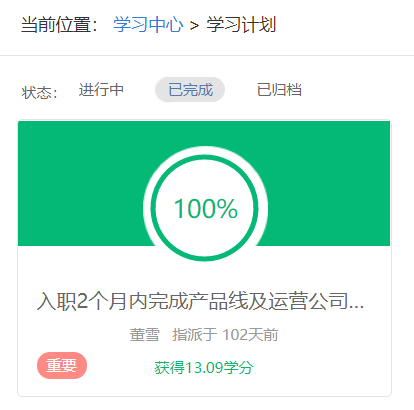 当前位置： 学习中心 > 学习计划
状态： 进行中 已完成 已归档
100%
入职2个月内完成产品线及运营公司...
董雪 指派于 102天前
重要 获得13.09学分